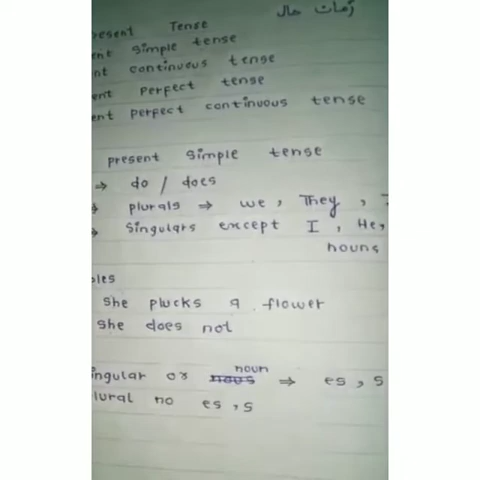 زمانہ حال
esent Tense
ent simple tense
nt continuous tense
ent perfect tense
ent perfect continuous tense
present simple tense
⇒ do / does
plurals ⇒ we, They,
singulars except I, He,
nouns
ples
she plucks a flower
she does not
noun
ingular or ⇒ es, s
lural no es, s